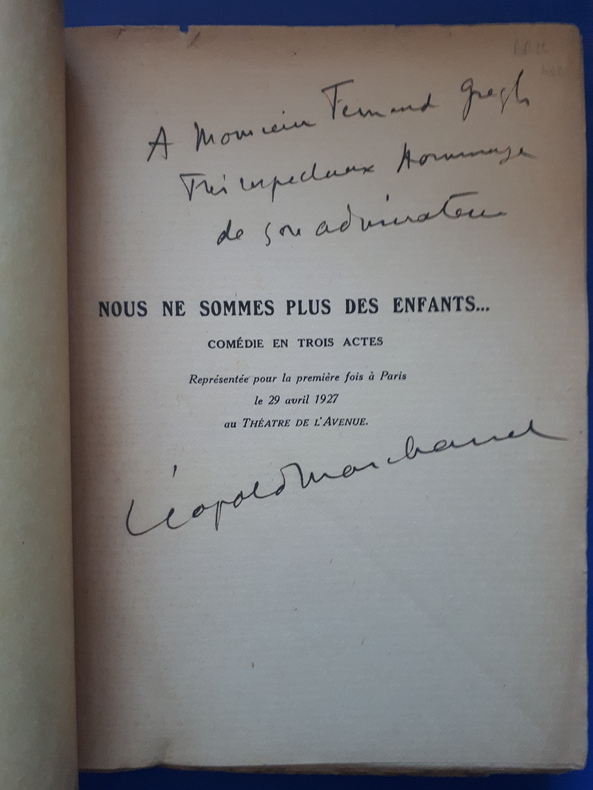 A Monsieur Fernand Gregh
Très respectueux Hommage
de son admirateur
NOUS NE SOMMES PLUS DES ENFANTS...
COMÉDIE EN TROIS ACTES
Représentée pour la première fois à Paris
le 29 avril 1927
au THÉATRE DE L'AVENUE.
Léopold Marchand